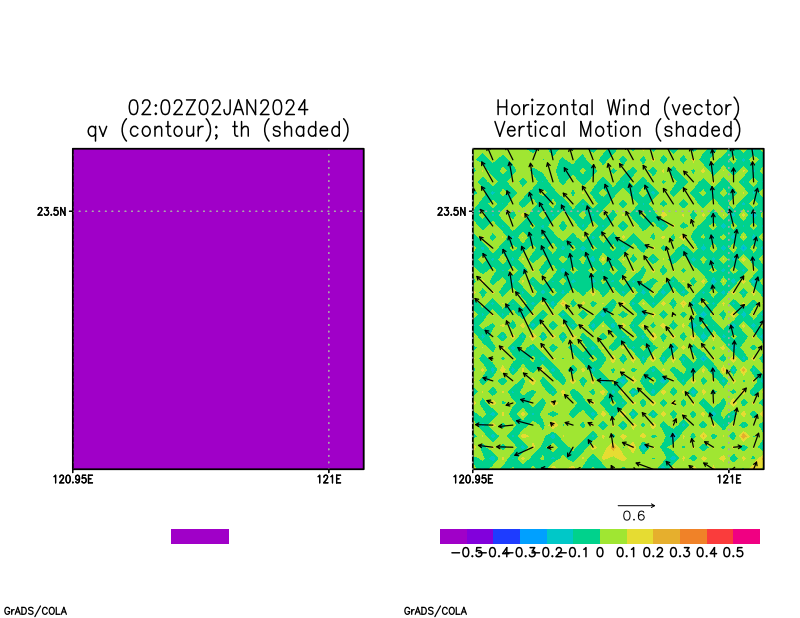 02:02Z02JAN2024
qv (contour); th (shaded)
23.5N
120.95E 121E
Horizontal Wind (vector)
Vertical Motion (shaded)
23.5N
120.95E 121E
0.6
-0.5 -0.4 -0.3 -0.2 -0.1 0 0.1 0.2 0.3 0.4 0.5
GrADS/COLA
GrADS/COLA